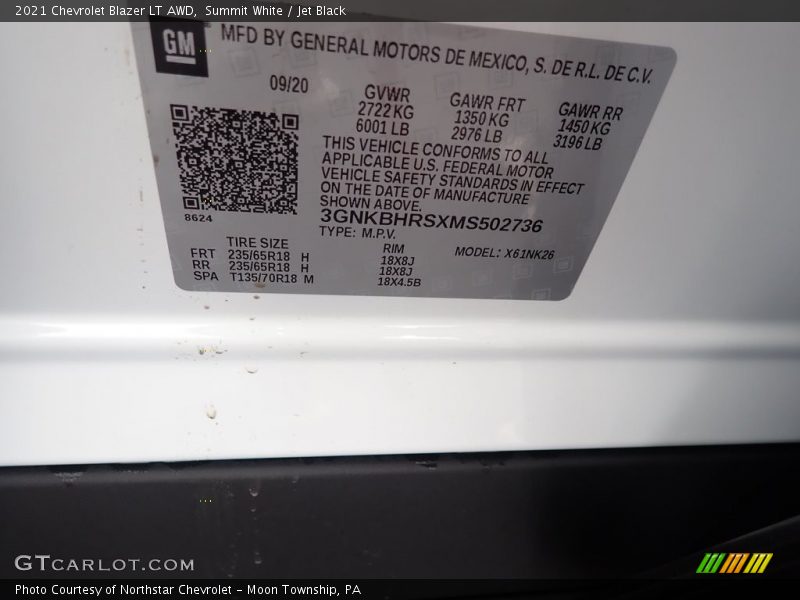 2021 Chevrolet Blazer LT AWD,  Summit White / Jet Black
GM
MFD BY GENERAL MOTORS DE MEXICO, S. DE R.L. DE C.V.
09/20
GVWR
2722 KG
6001 LB
GAWR FRT
1350 KG
2976 LB
GAWR RR
1450 KG
3196 LB
THIS VEHICLE CONFORMS TO ALL
APPLICABLE U.S. FEDERAL MOTOR
VEHICLE SAFETY STANDARDS IN EFFECT
ON THE DATE OF MANUFACTURE
SHOWN ABOVE.
3GNKBHRSXMS502736
TYPE: M.P.V.
8624
MODEL: X61NK26
TIRE SIZE RIM
FRT 235/65R18 H 18X8J
RR 235/65R18 H 18X8J
SPA T135/70R18 M 18X4.5B
GTCARLOT.COM
Photo Courtesy of Northstar Chevrolet – Moon Township, PA